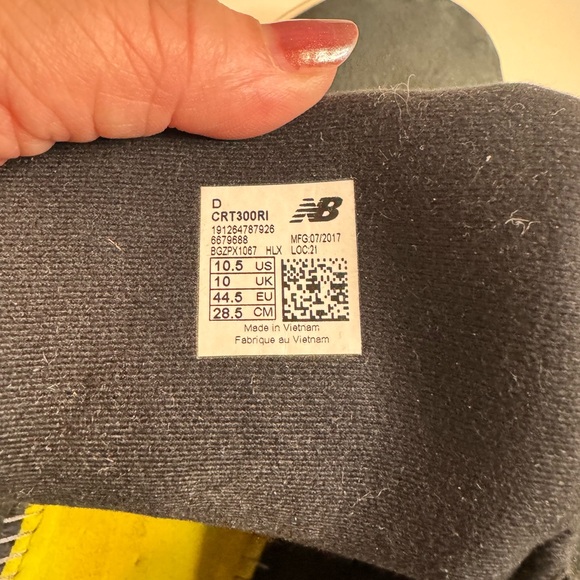 D
CRT300RI
NB
191264787926
6679688 MFG:07/2017
BGZPX1067 HLX LOC:21
10.5 US
10 UK
44.5 EU
28.5 CM
Made in Vietnam
Fabrique au Vietnam